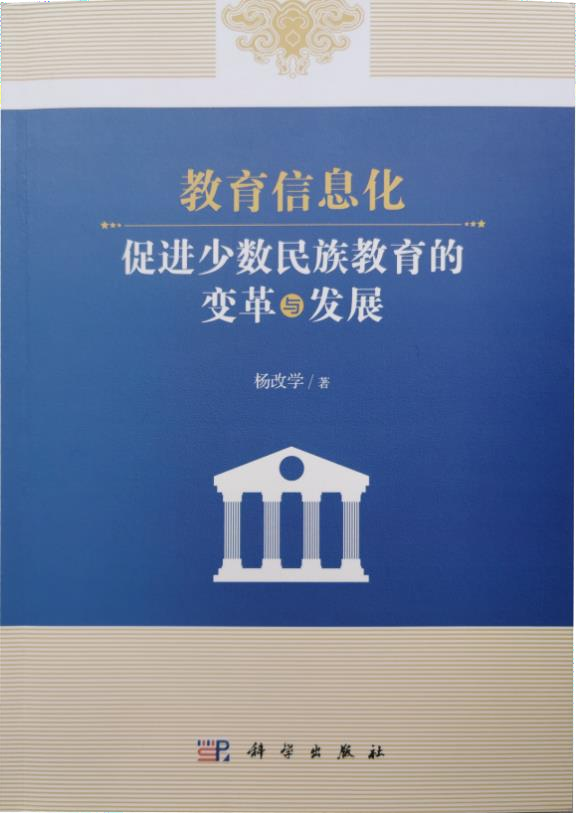 教育信息化
促进少数民族教育的
变革与发展
杨改学/著
科学出版社